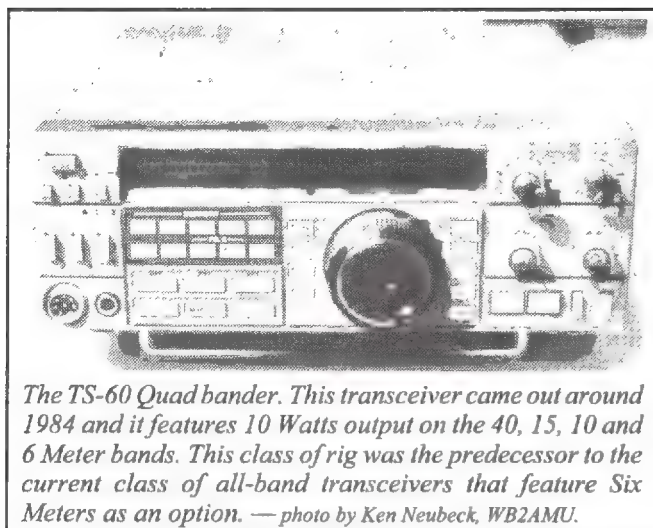 The TS-60 Quad bander. This transceiver came out around
1984 and it features 10 Watts output on the 40, 15, 10 and
6 Meter bands. This class of rig was the predecessor to the
current class of all-band transceivers that feature Six
Meters as an option. — photo by Ken Neubeck, WB2AMU.